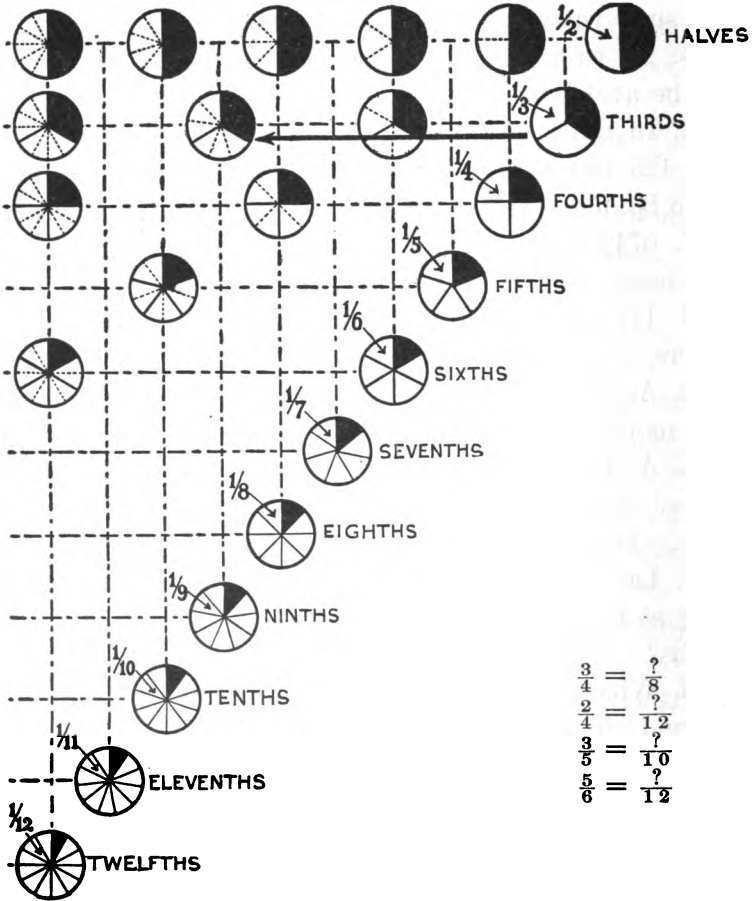 1/2 HALVES
1/3 THIRDS
1/4 FOURTHS
1/5 FIFTHS
1/6 SIXTHS
1/7 SEVENTHS
1/8 EIGHTHS
1/9 NINTHS
1/10 TENTHS
1/11 ELEVENTHS
1/12 TWELFTHS
3/4 = ?/8
2/4 = ?/12
3/5 = ?/10
5/6 = ?/12